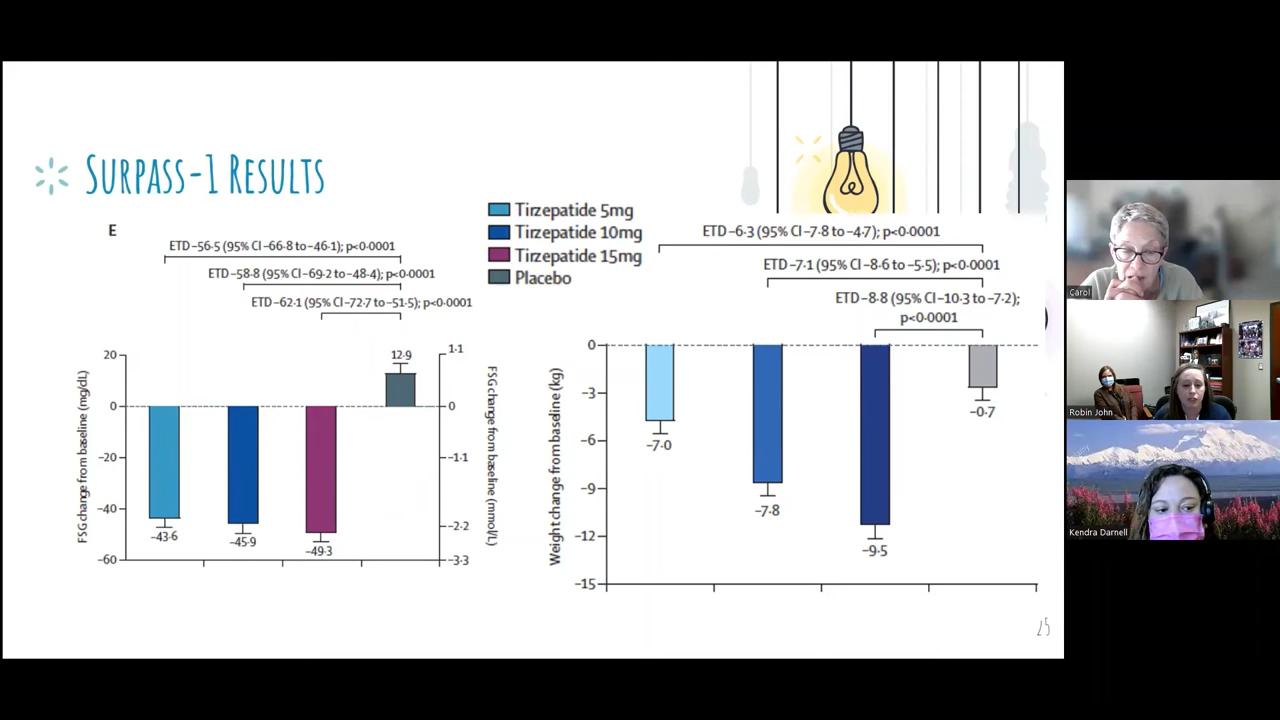 SURPASS-1 RESULTS
E
ETD −56·5 (95% CI −66·8 to −46·1); p<0·0001
ETD −58·8 (95% CI −69·2 to −48·4); p<0·0001
ETD −62·1 (95% CI −72·7 to −51·5); p<0·0001
FSG change from baseline (mg/dL)
20
0
−20
−40
−60
−43·6
−45·9
−49·3
12·9
1·1
0
−1·1
−2·2
−3·3
FSG change from baseline (mmol/L)
Tirzepatide 5mg
Tirzepatide 10mg
Tirzepatide 15mg
Placebo
ETD −6·3 (95% CI −7·8 to −4·7); p<0·0001
ETD −7·1 (95% CI −8·6 to −5·5); p<0·0001
ETD −8·8 (95% CI −10·3 to −7·2);
p<0·0001
Weight change from baseline (kg)
0
−3
−6
−9
−12
−15
−7·0
−7·8
−9·5
−0·7
25
Carol
Robin John
Kendra Darnell